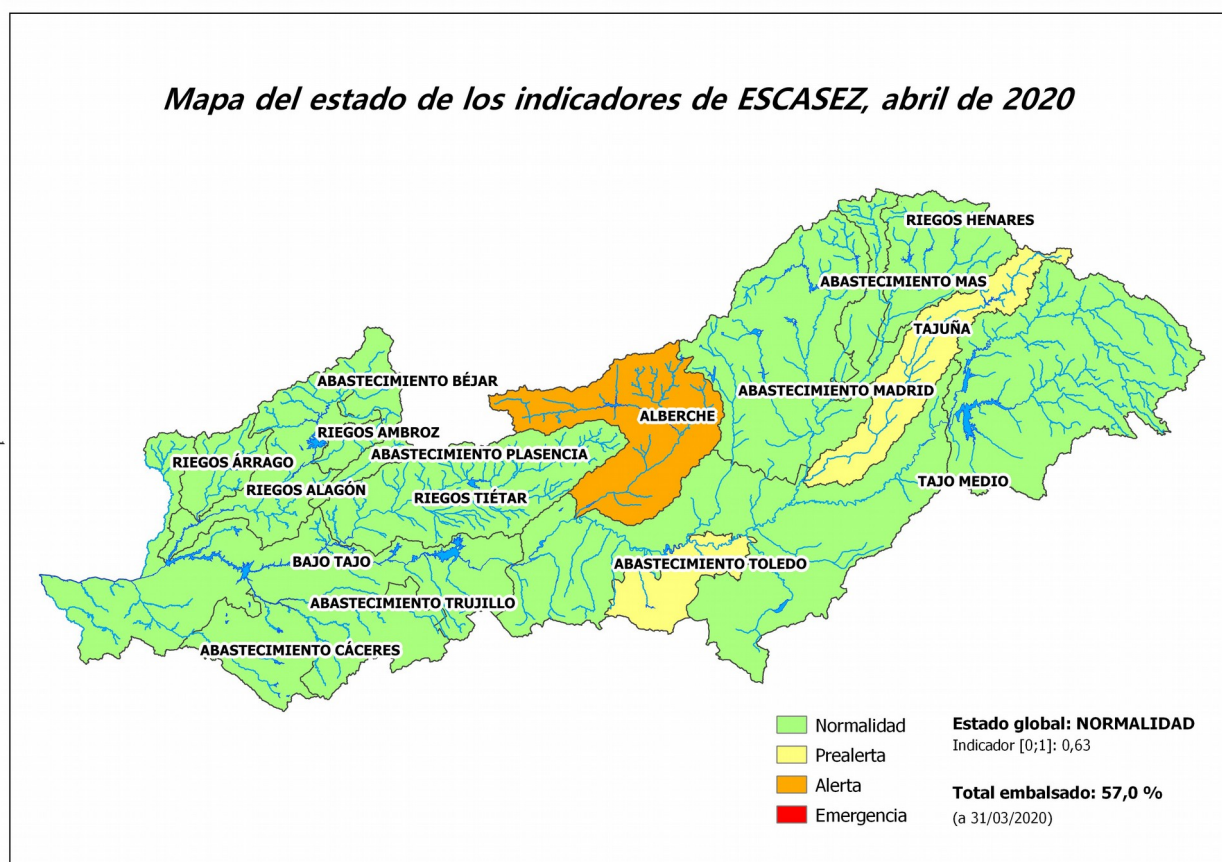 Mapa del estado de los indicadores de ESCASEZ, abril de 2020
RIEGOS HENARES
ABASTECIMIENTO MAS
TAJUÑA
ABASTECIMIENTO BÉJAR
ABASTECIMIENTO MADRID
ALBERCHE
RIEGOS AMBROZ
ABASTECIMIENTO PLASENCIA
RIEGOS ÁRRAGO
TAJO MEDIO
RIEGOS ALAGÓN
RIEGOS TIÉTAR
BAJO TAJO
ABASTECIMIENTO TOLEDO
ABASTECIMIENTO TRUJILLO
ABASTECIMIENTO CÁCERES
Normalidad
Prealerta
Alerta
Emergencia
Estado global: NORMALIDAD
Indicador [0;1]: 0,63
Total embalsado: 57,0 %
(a 31/03/2020)